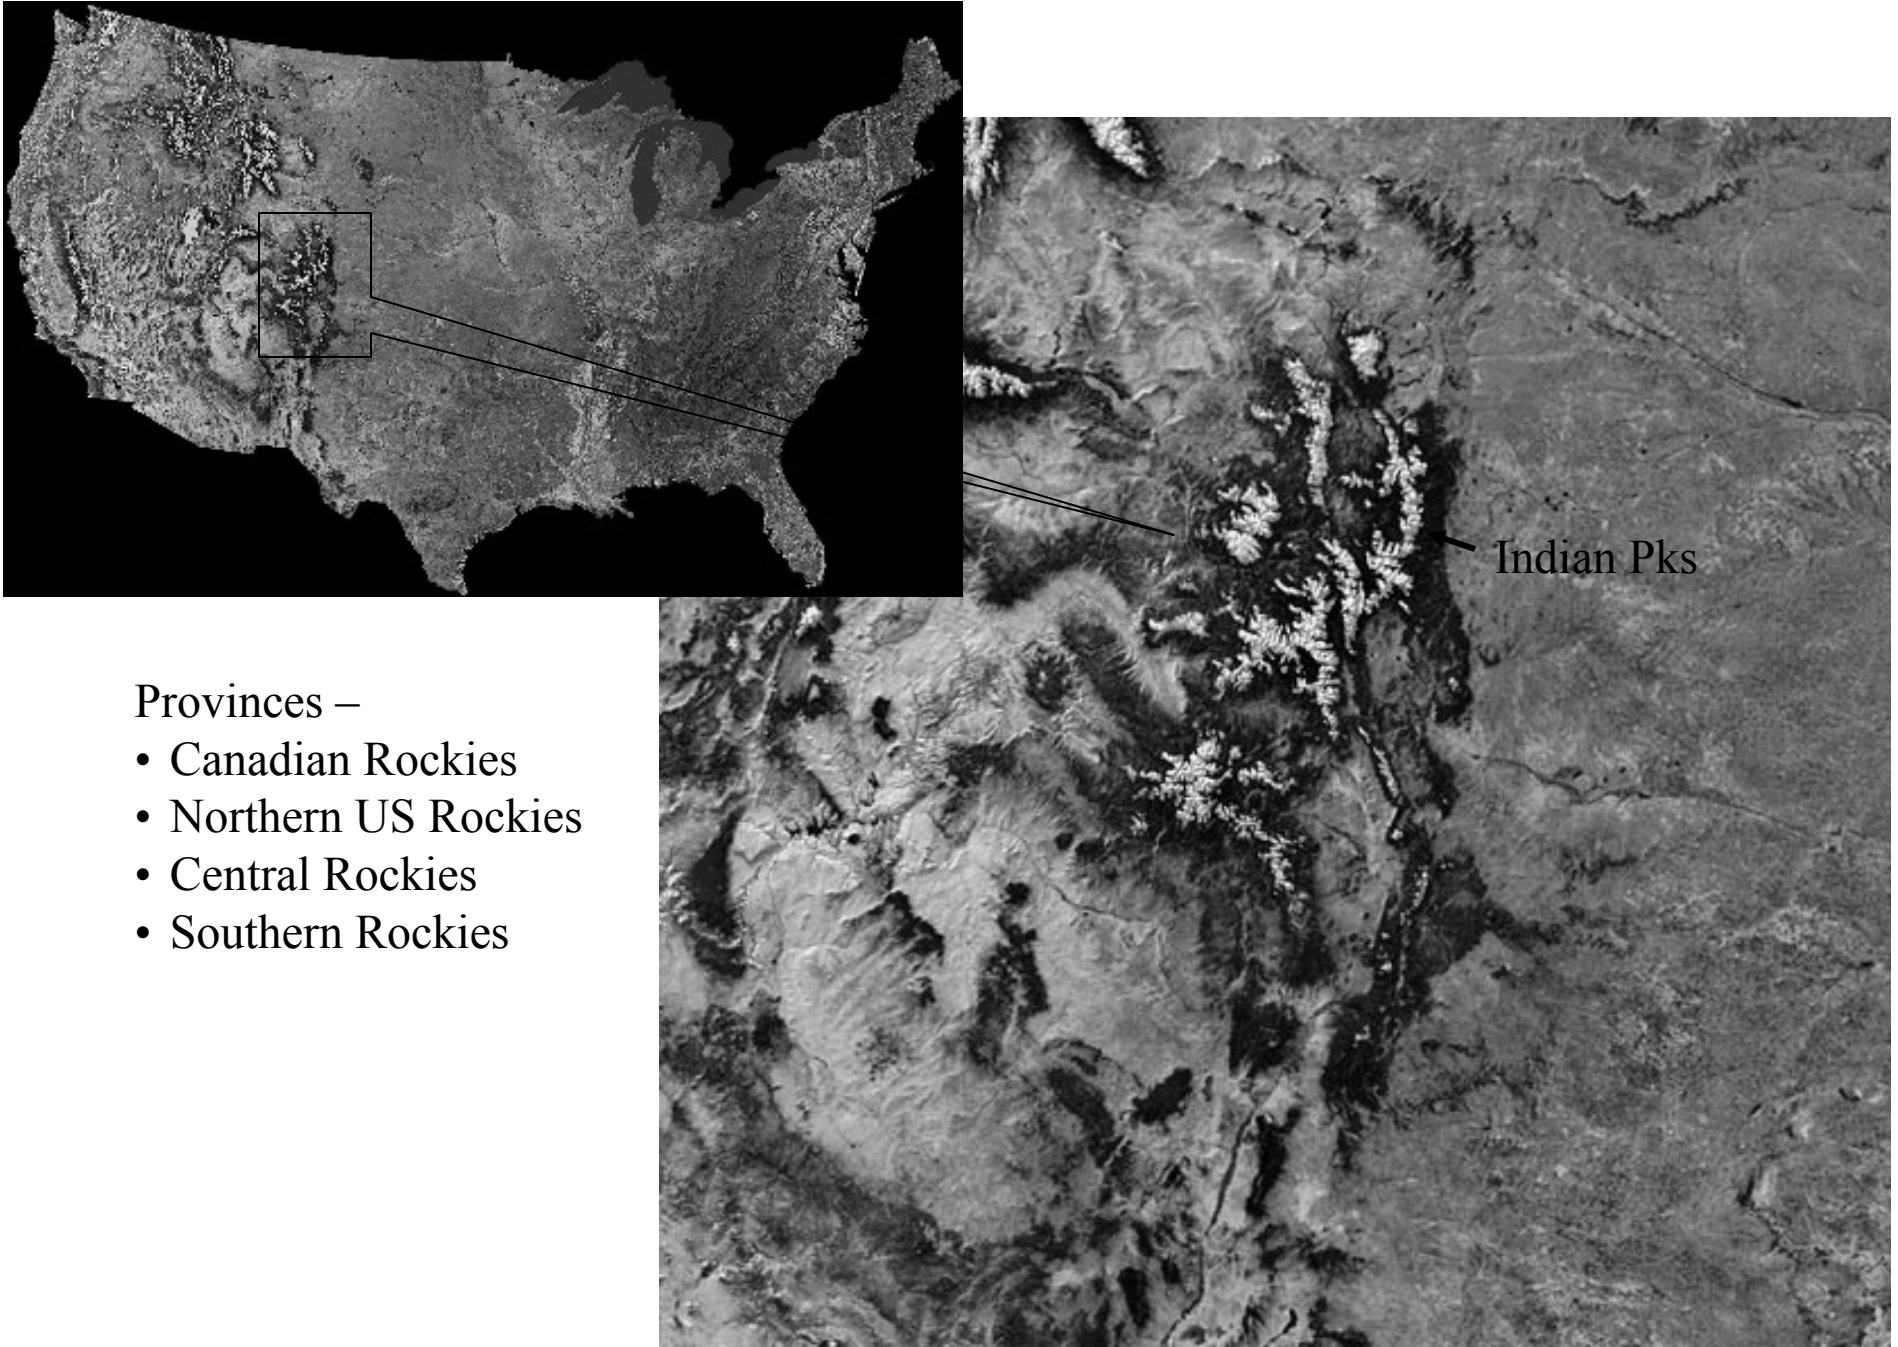 Indian Pks
Provinces –
• Canadian Rockies
• Northern US Rockies
• Central Rockies
• Southern Rockies